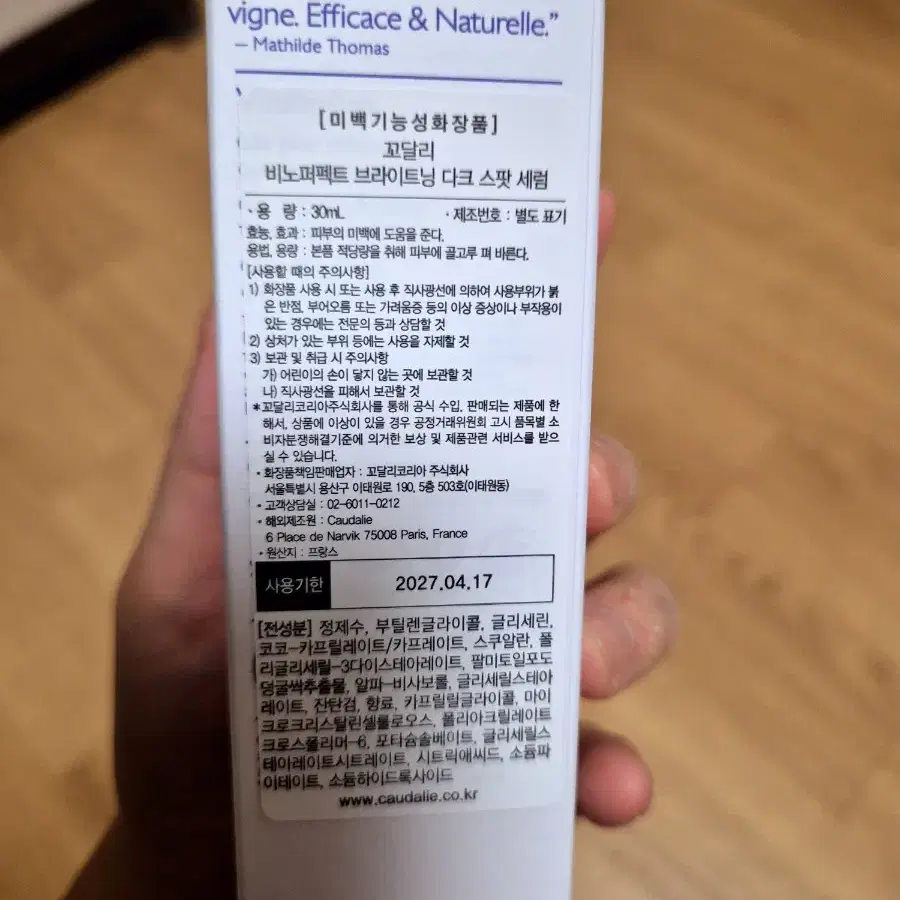 vigne. Efficace & Naturelle.”
– Mathilde Thomas
[미백기능성화장품]
꼬달리
비노퍼펙트 브라이트닝 다크 스팟 세럼
· 용 량 : 30mL · 제조번호 : 별도 표기
효능, 효과 : 피부의 미백에 도움을 준다.
용법, 용량 : 본품 적당량을 취해 피부에 골고루 펴 바른다.
[사용할 때의 주의사항]
1) 화장품 사용 시 또는 사용 후 직사광선에 의하여 사용부위가 붉
은 반점, 부어오름 또는 가려움증 등의 이상 증상이나 부작용이
있는 경우에는 전문의 등과 상담할 것
2) 상처가 있는 부위 등에는 사용을 자제할 것
3) 보관 및 취급 시 주의사항
가) 어린이의 손이 닿지 않는 곳에 보관할 것
나) 직사광선을 피해서 보관할 것
*꼬달리코리아주식회사를 통해 공식 수입, 판매되는 제품에 한
해서, 상품에 이상이 있을 경우 공정거래위원회 고시 품목별 소
비자분쟁해결기준에 의거한 보상 및 제품관련 서비스를 받으
실 수 있습니다.
· 화장품책임판매업자 : 꼬달리코리아 주식회사
서울특별시 용산구 이태원로 190, 5층 503호(이태원동)
· 고객상담실 : 02-6011-0212
· 해외제조원 : Caudalie
6 Place de Narvik 75008 Paris, France
· 원산지 : 프랑스
사용기한 2027.04.17
[전성분] 정제수, 부틸렌글라이콜, 글리세린,
코코-카프릴레이트/카프레이트, 스쿠알란, 폴
리글리세릴-3다이스테아레이트, 팔미토일포도
덩굴싹추출물, 알파-비사보롤, 글리세릴스테아
레이트, 잔탄검, 향료, 카프릴릴글라이콜, 마이
크로크리스탈린셀룰로오스, 폴리아크릴레이트
크로스폴리머-6, 포타슘솔베이트, 글리세릴스
테아레이트시트레이트, 시트릭애씨드, 소듐파
이테이트, 소듐하이드록사이드
www.caudalie.co.kr